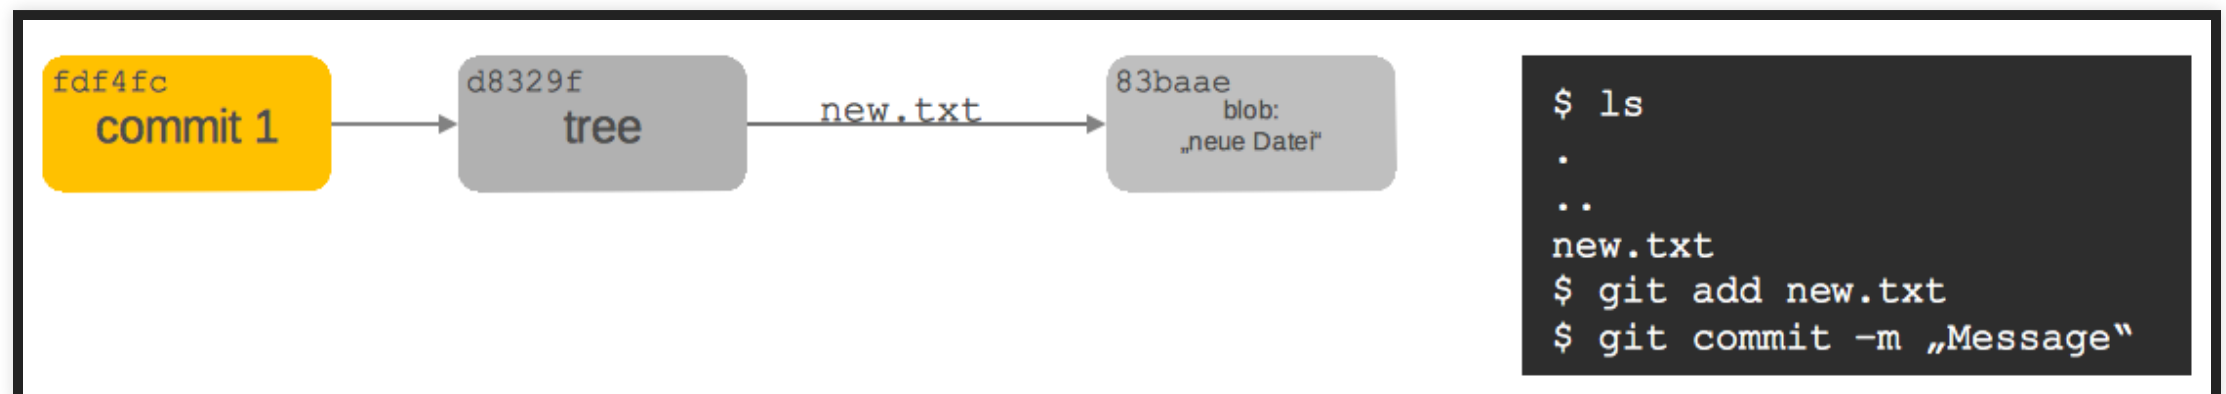 fdf4fc
commit 1
d8329f
tree
new.txt
83baae
blob:
„neue Datei“
$ ls
.
..
new.txt
$ git add new.txt
$ git commit –m „Message“